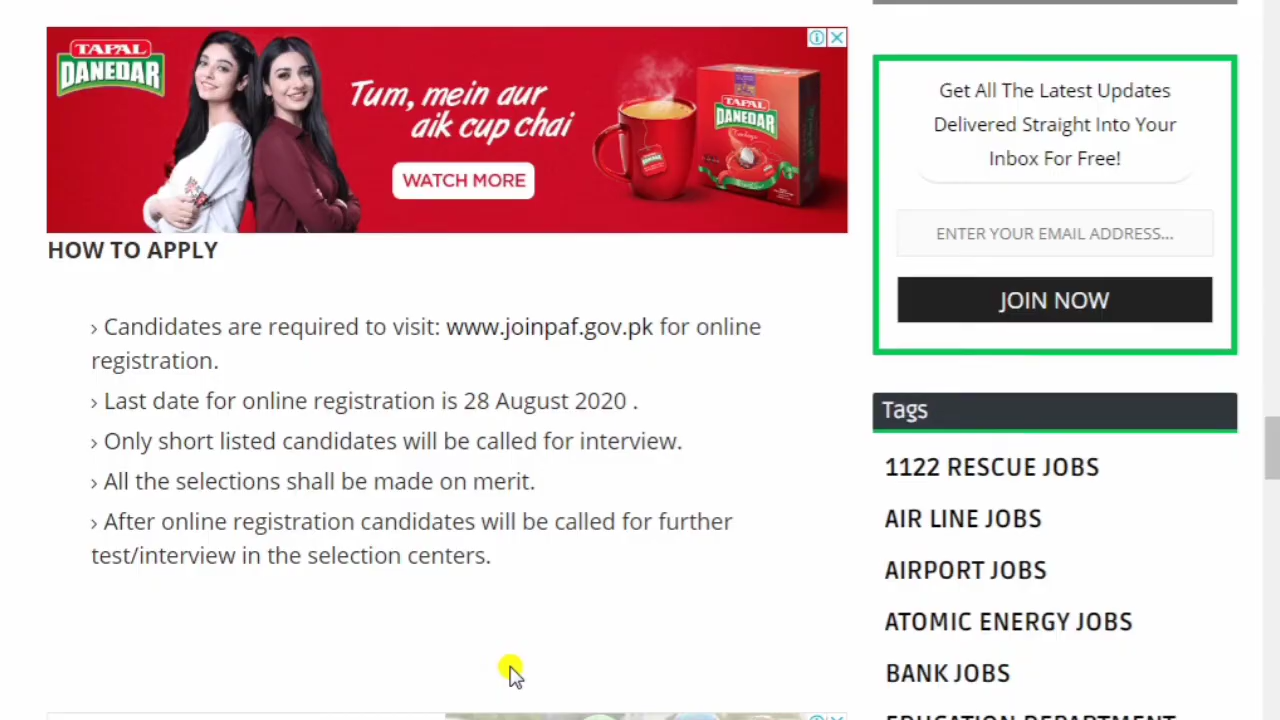 TAPAL
DANEDAR
Tum, mein aur
aik cup chai
WATCH MORE
TAPAL
DANEDAR
HOW TO APPLY
› Candidates are required to visit: www.joinpaf.gov.pk for online
registration.
› Last date for online registration is 28 August 2020 .
› Only short listed candidates will be called for interview.
› All the selections shall be made on merit.
› After online registration candidates will be called for further
test/interview in the selection centers.
Get All The Latest Updates
Delivered Straight Into Your
Inbox For Free!
ENTER YOUR EMAIL ADDRESS...
JOIN NOW
Tags
1122 RESCUE JOBS
AIR LINE JOBS
AIRPORT JOBS
ATOMIC ENERGY JOBS
BANK JOBS
EDUCATION DEPARTMENT